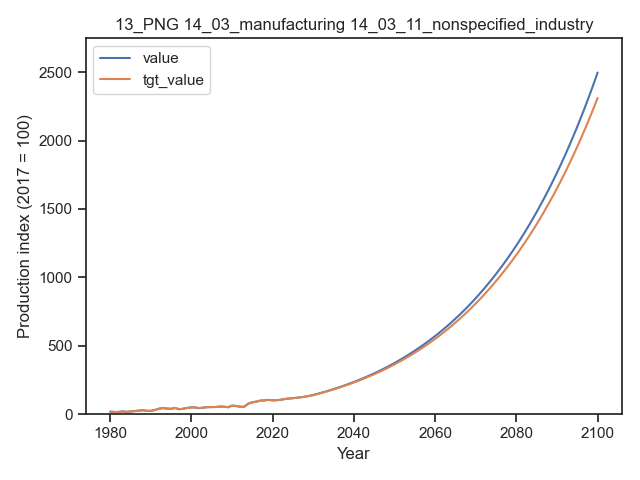 13_PNG 14_03_manufacturing 14_03_11_nonspecified_industry
value
tgt_value
Production index (2017 = 100)
2500
2000
1500
1000
500
0
1980 2000 2020 2040 2060 2080 2100
Year